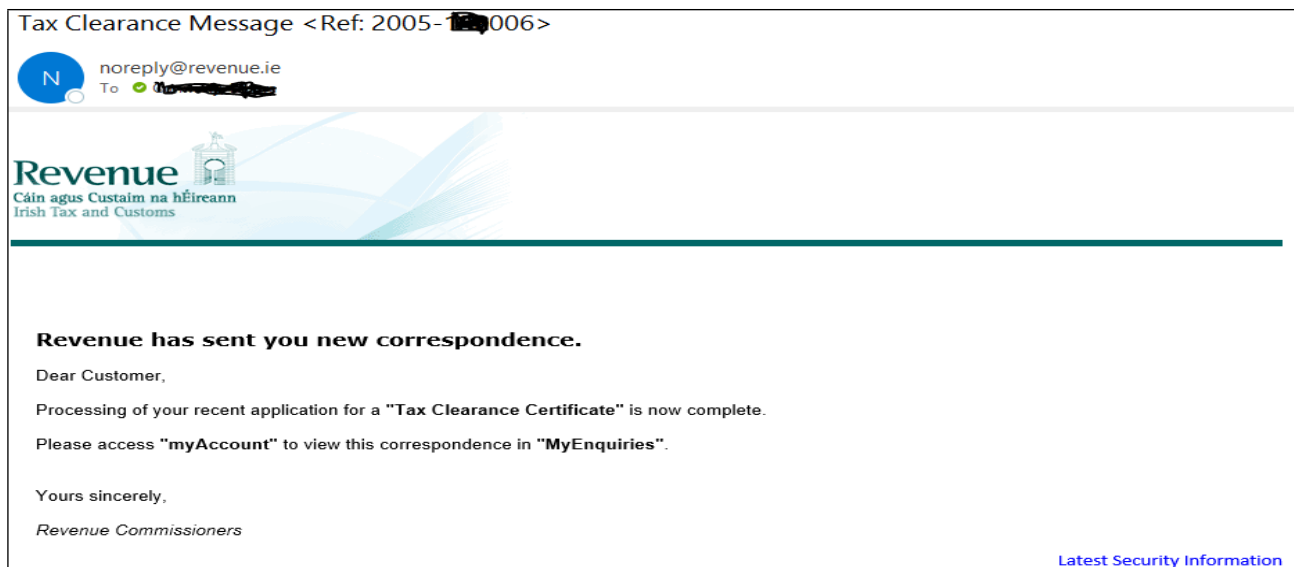 Tax Clearance Message <Ref: 2005-1 006>
noreply@revenue.ie
N
To
Revenue
Cáin agus Custaim na hÉireann
Irish Tax and Customs
Revenue has sent you new correspondence.
Dear Customer,
Processing of your recent application for a "Tax Clearance Certificate" is now complete.
Please access "myAccount" to view this correspondence in "MyEnquiries".
Yours sincerely,
Revenue Commissioners
Latest Security Information